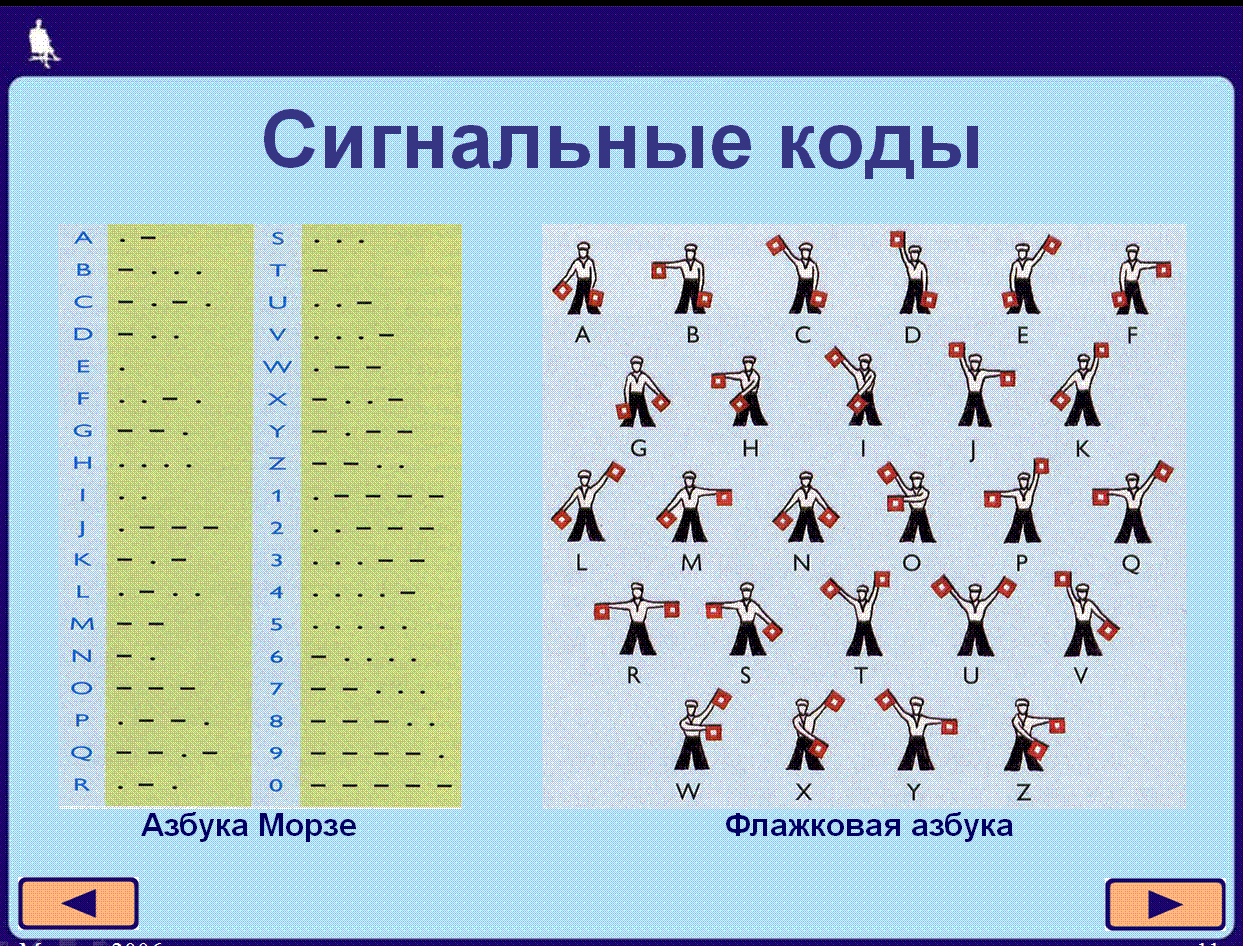 Сигнальные коды
A . –
B – . . .
C – . – .
D – . .
E .
F . . – .
G – – .
H . . . .
I . .
J . – – –
K – . –
L . – . .
M – –
N – .
O – – –
P . – – .
Q – – . –
R . – .
S . . .
T –
U . . –
V . . . –
W . – –
X – . . –
Y – . – –
Z – – . .
1 . – – – –
2 . . – – –
3 . . . – –
4 . . . . –
5 . . . . .
6 – . . . .
7 – – . . .
8 – – – . .
9 – – – – .
0 – – – – –
Азбука Морзе
A B C D E F
G H I J K
L M N O P Q
R S T U V
W X Y Z
Флажковая азбука